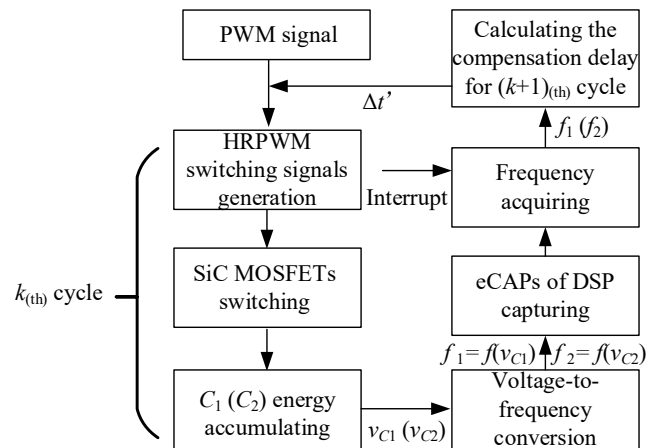 PWM signal
Calculating the
compensation delay
for (k+1)(th) cycle
Δt’
f1 (f2)
HRPWM
switching signals
generation
Interrupt
Frequency
acquiring
SiC MOSFETs
switching
eCAPs of DSP
capturing
k(th) cycle
f1= f(vC1) f2= f(vC2)
C1 (C2) energy
accumulating
vC1 (vC2)
Voltage-to-
frequency
conversion